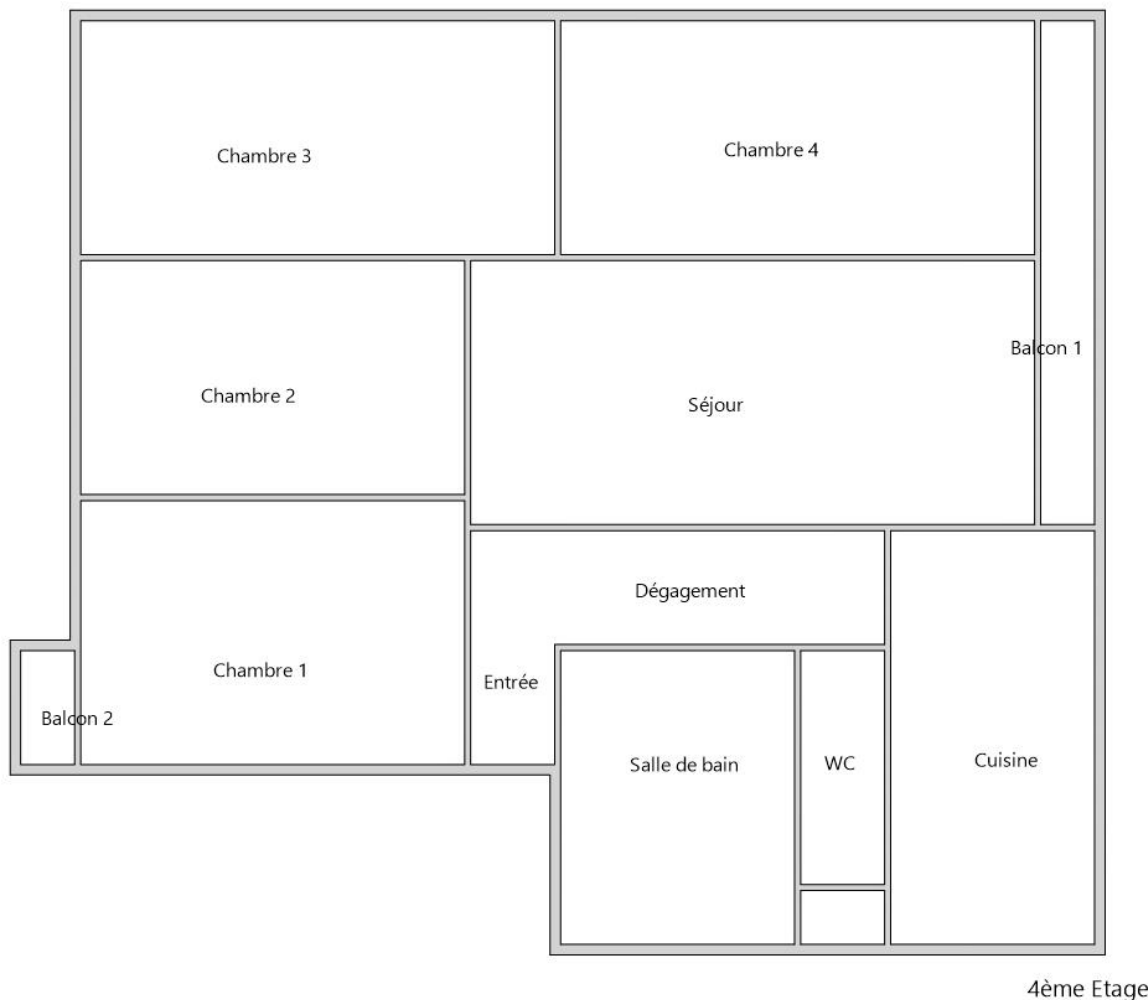 Chambre 3
Chambre 4
Balcon 1
Chambre 2
Séjour
Dégagement
Chambre 1
Entrée
Balcon 2
Salle de bain
WC
Cuisine
4ème Etage